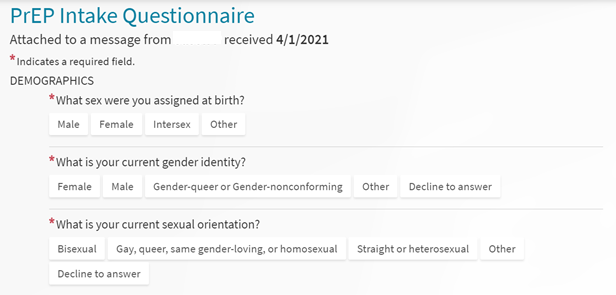 PrEP Intake Questionnaire
Attached to a message from received 4/1/2021
*Indicates a required field.
DEMOGRAPHICS
*What sex were you assigned at birth?
Male Female Intersex Other
*What is your current gender identity?
Female Male Gender-queer or Gender-nonconforming Other Decline to answer
*What is your current sexual orientation?
Bisexual Gay, queer, same gender-loving, or homosexual Straight or heterosexual Other
Decline to answer